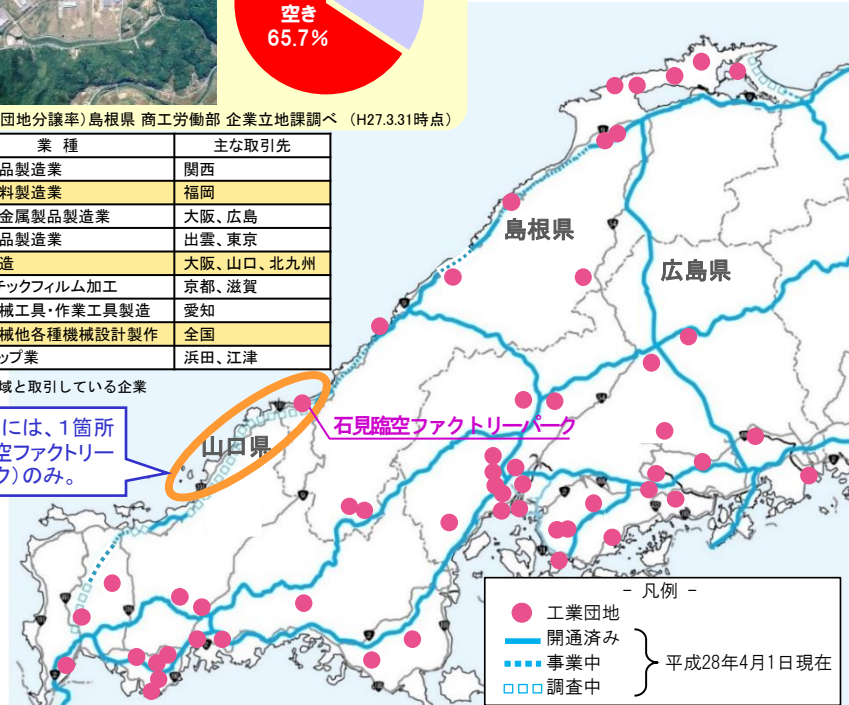 空き
65.7%
団地分譲率）島根県 商工労働部 企業立地課調べ （H27.3.31時点）
業 種 主な取引先
品製造業 関西
料製造業 福岡
金属製品製造業 大阪、広島
品製造業 出雲、東京
造 大阪、山口、北九州
チックフィルム加工 京都、滋賀
械工具・作業工具製造 愛知
械他各種機械設計製作 全国
ップ業 浜田、江津
域と取引している企業
には、１箇所
空ファクトリー
ク）のみ。
島根県
広島県
山口県
石見臨空ファクトリーパーク
- 凡例 -
工業団地
開通済み
事業中
調査中
平成28年4月1日現在